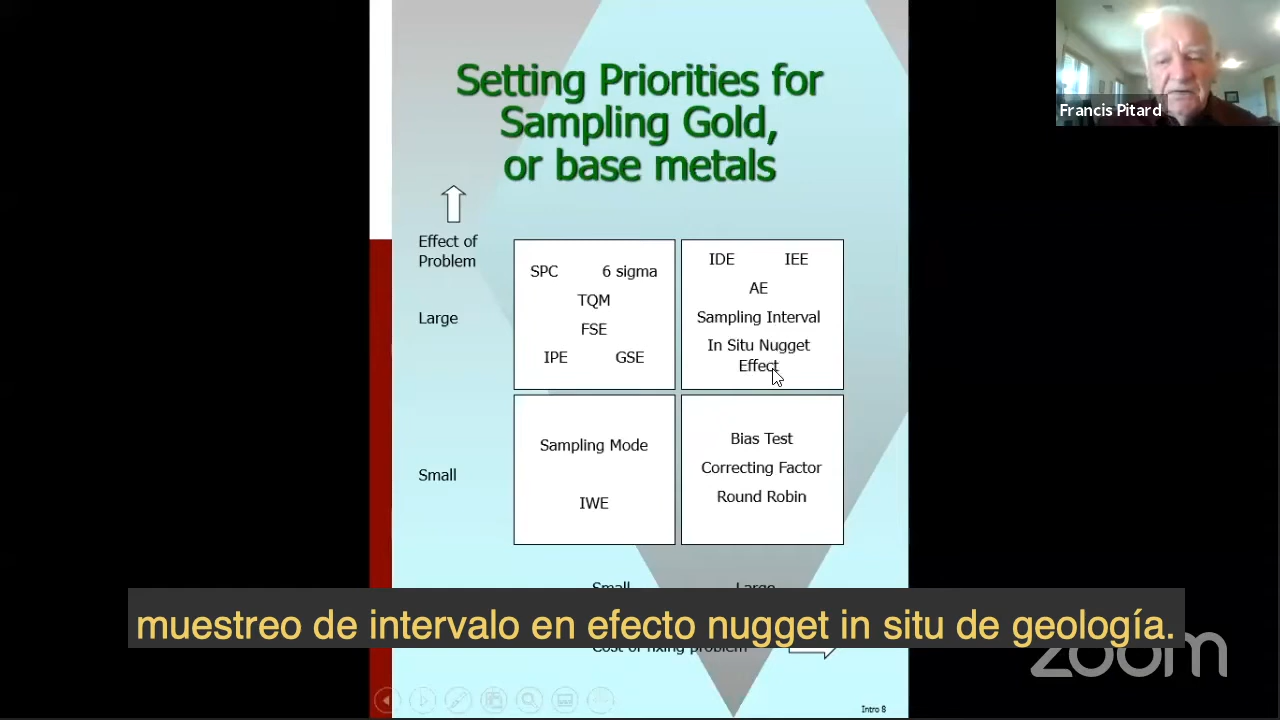 Setting Priorities for
Sampling Gold,
or base metals
Francis Pitard
Effect of
Problem
Large
SPC 6 sigma
TQM
FSE
IPE GSE
IDE IEE
AE
Sampling Interval
In Situ Nugget
Effect
Small
Sampling Mode
IWE
Bias Test
Correcting Factor
Round Robin
Small Large
muestreo de intervalo en efecto nugget in situ de geología.
Cost of fixing problem
zoom
Intro 8